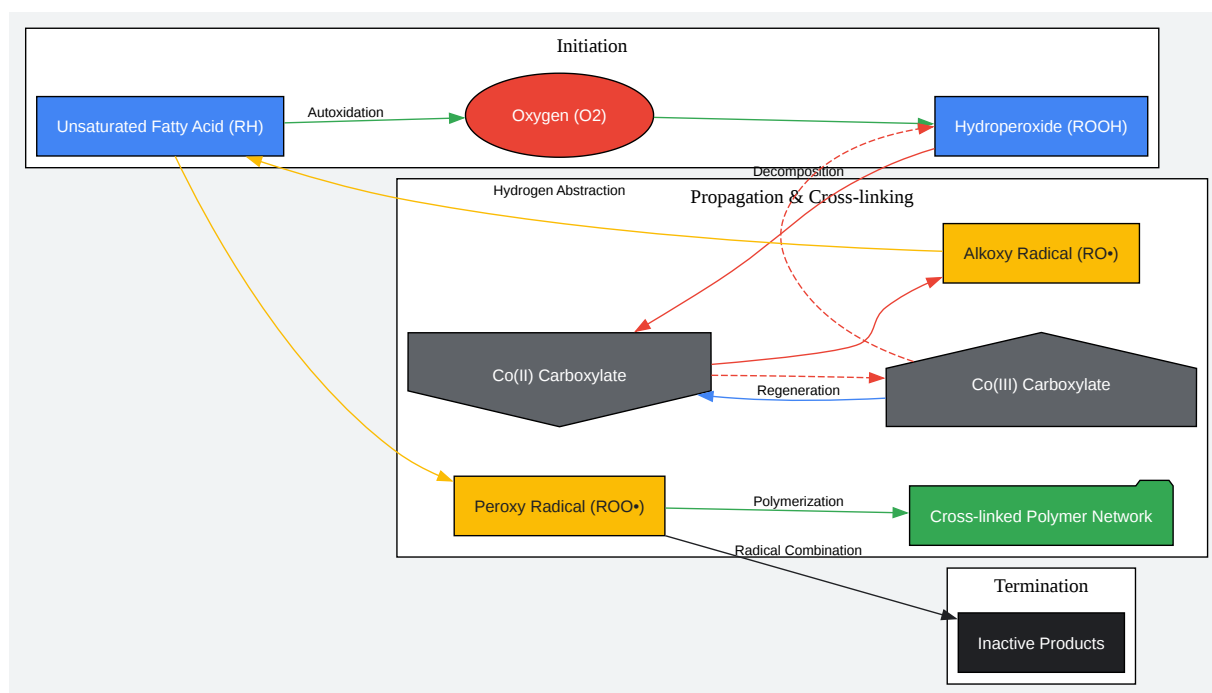 Initiation
Unsaturated Fatty Acid (RH)
Autoxidation
Oxygen (O2)
Hydroperoxide (ROOH)
Decomposition
Hydrogen Abstraction
Propagation & Cross-linking
Alkoxy Radical (RO•)
Co(II) Carboxylate
Co(III) Carboxylate
Regeneration
Peroxy Radical (ROO•)
Polymerization
Cross-linked Polymer Network
Radical Combination
Termination
Inactive Products